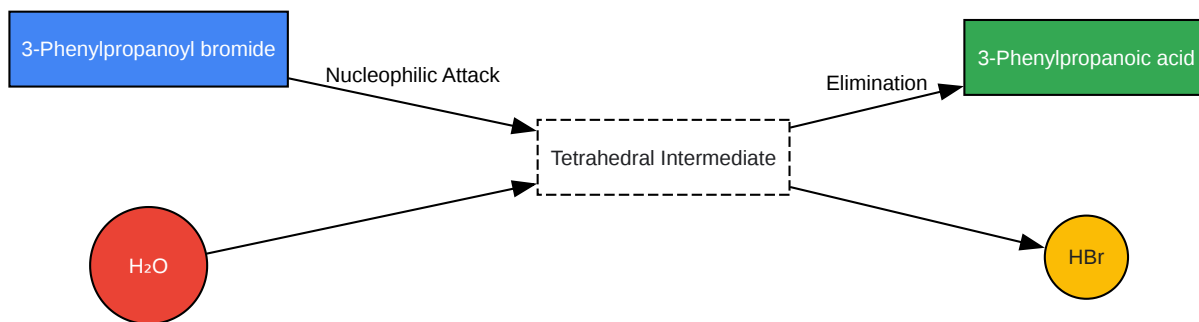 3-Phenylpropanoyl bromide
Nucleophilic Attack
H₂O
Tetrahedral Intermediate
Elimination
3-Phenylpropanoic acid
HBr